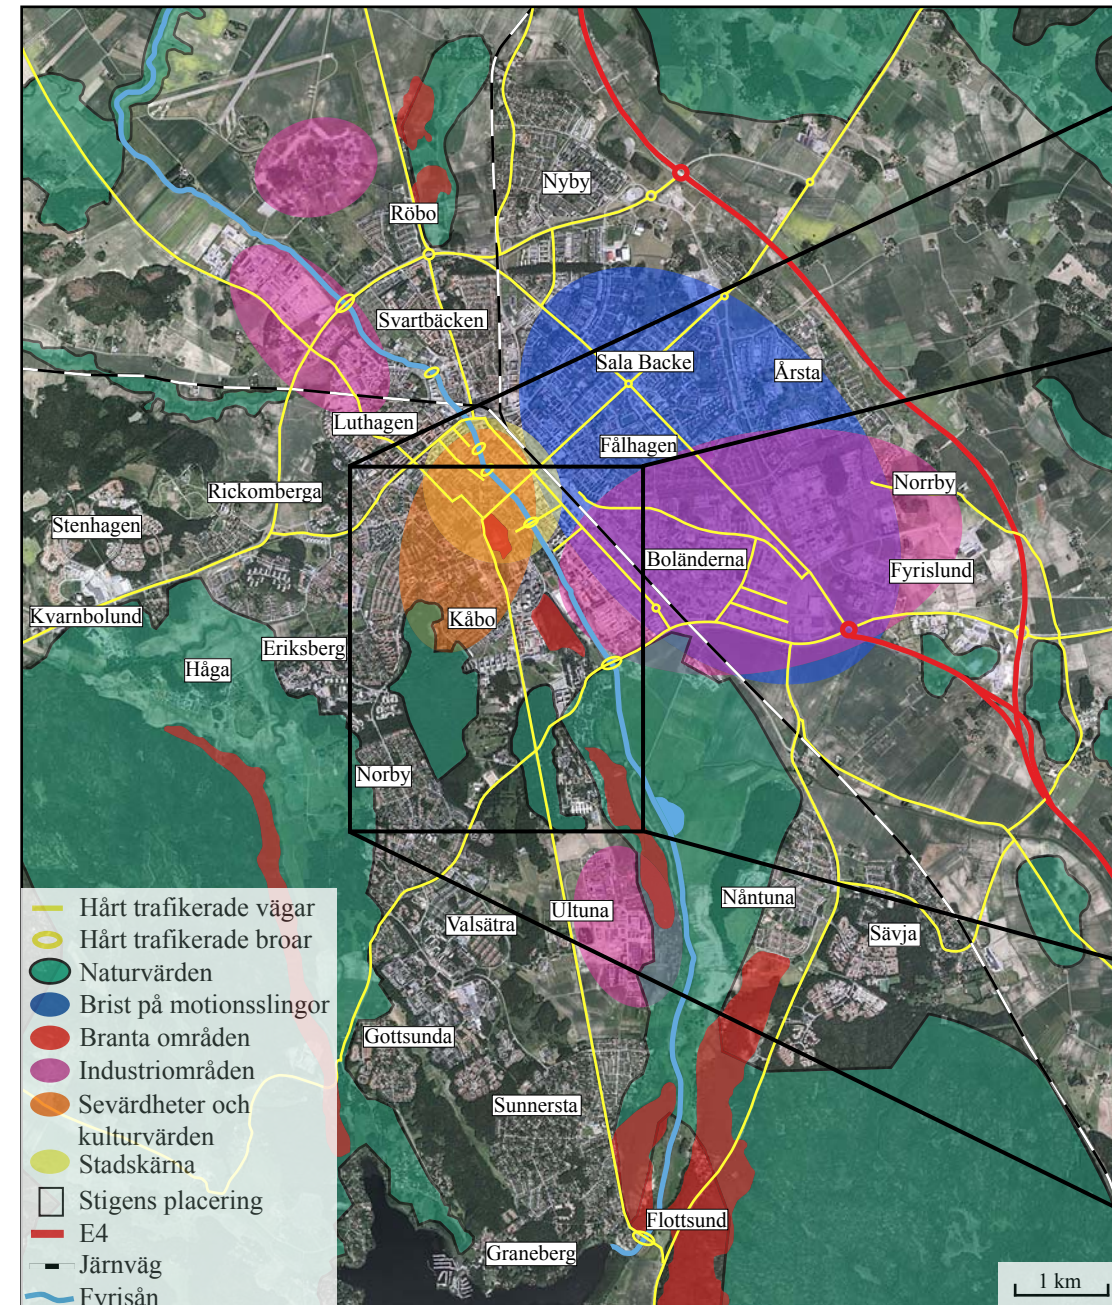 Nyby
Röbo
Svartbäcken
Sala Backe
Årsta
Luthagen
Fålhagen
Rickomberga
Norrby
Stenhagen
Boländerna
Fyrislund
Kvarnbolund
Kåbo
Eriksberg
Håga
Norby
Nåntuna
Ultuna
Valsätra
Sävja
Gottsunda
Sunnersta
Flottsund
Graneberg
Hårt trafikerade vägar
Hårt trafikerade broar
Naturvärden
Brist på motionsslingor
Branta områden
Industriområden
Sevärdheter och
kulturvärden
Stadskärna
Stigens placering
E4
Järnväg
Fyrisån
1 km